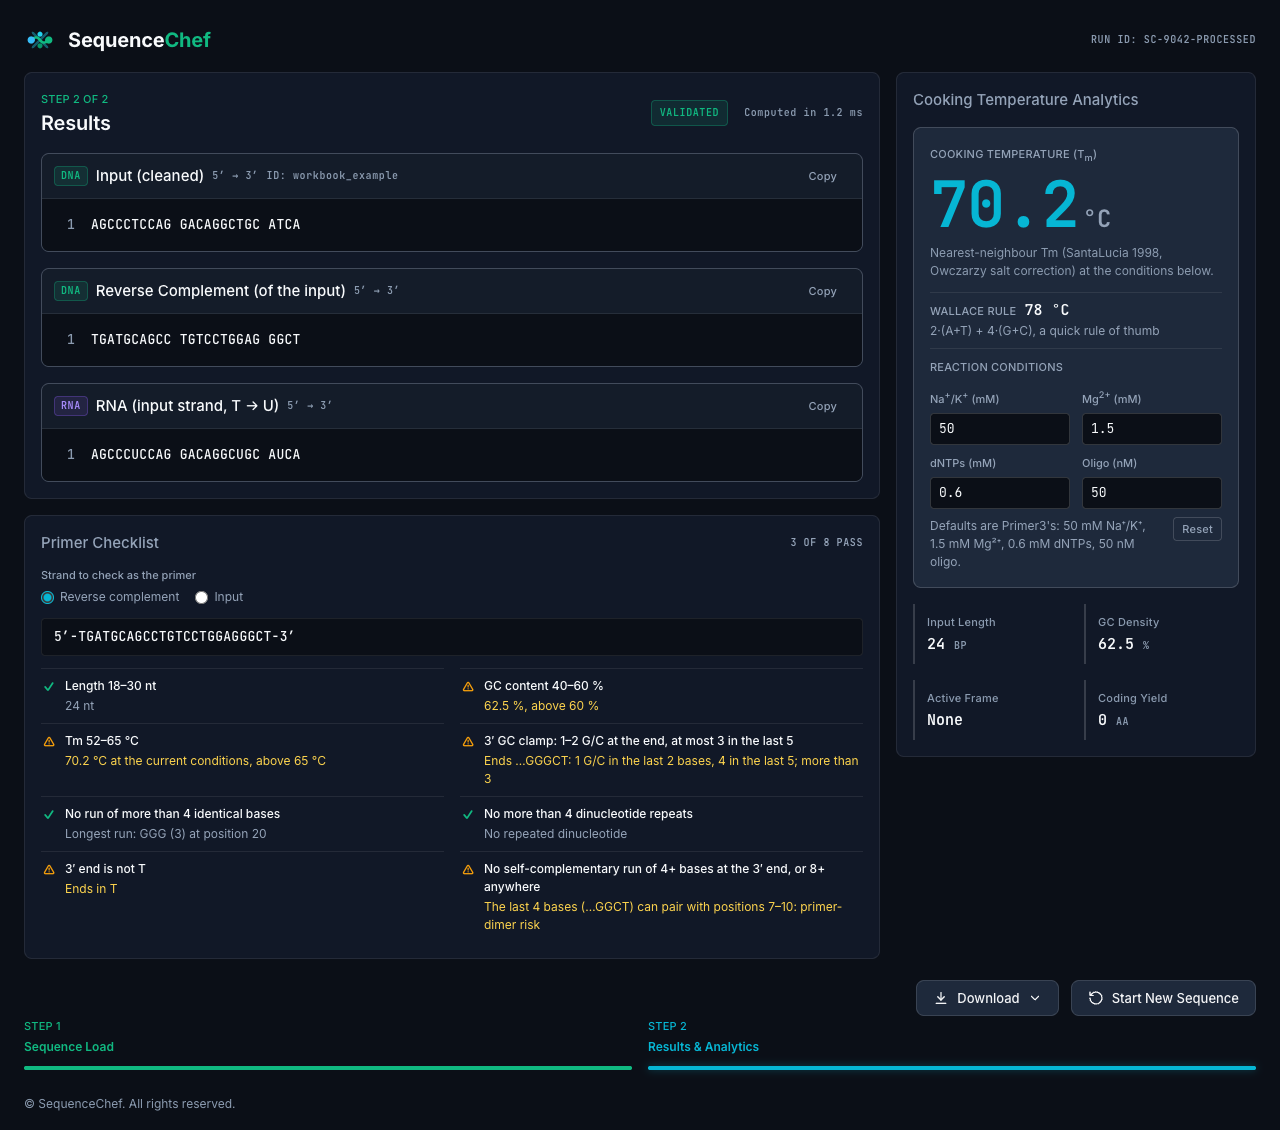 SequenceChef
RUN ID: SC-9042-PROCESSED
STEP 2 OF 2
Results
VALIDATED
Computed in 1.2 ms
DNA Input (cleaned) 5′ → 3′ ID: workbook_example
Copy
1 AGCCCTCCAG GACAGGCTGC ATCA
DNA Reverse Complement (of the input) 5′ → 3′
Copy
1 TGATGCAGCC TGTCCTGGAG GGCT
RNA RNA (input strand, T → U) 5′ → 3′
Copy
1 AGCCCUCCAG GACAGGCUGC AUCA
Primer Checklist
3 OF 8 PASS
Strand to check as the primer
Reverse complement Input
5′-TGATGCAGCCTGTCCTGGAGGGCT-3′
Length 18–30 nt
24 nt
GC content 40–60 %
62.5 %, above 60 %
Tm 52–65 °C
70.2 °C at the current conditions, above 65 °C
3′ GC clamp: 1–2 G/C at the end, at most 3 in the last 5
Ends …GGGCT: 1 G/C in the last 2 bases, 4 in the last 5; more than
3
No run of more than 4 identical bases
Longest run: GGG (3) at position 20
No more than 4 dinucleotide repeats
No repeated dinucleotide
3′ end is not T
Ends in T
No self-complementary run of 4+ bases at the 3′ end, or 8+
anywhere
The last 4 bases (…GGCT) can pair with positions 7–10: primer-
dimer risk
Cooking Temperature Analytics
COOKING TEMPERATURE (Tm)
70.2 °C
Nearest-neighbour Tm (SantaLucia 1998,
Owczarzy salt correction) at the conditions below.
WALLACE RULE 78 °C
2·(A+T) + 4·(G+C), a quick rule of thumb
REACTION CONDITIONS
Na⁺/K⁺ (mM)
50
Mg²⁺ (mM)
1.5
dNTPs (mM)
0.6
Oligo (nM)
50
Defaults are Primer3's: 50 mM Na⁺/K⁺,
1.5 mM Mg²⁺, 0.6 mM dNTPs, 50 nM
oligo.
Reset
Input Length
24 BP
GC Density
62.5 %
Active Frame
None
Coding Yield
0 AA
Download
Start New Sequence
STEP 1
Sequence Load
STEP 2
Results & Analytics
© SequenceChef. All rights reserved.